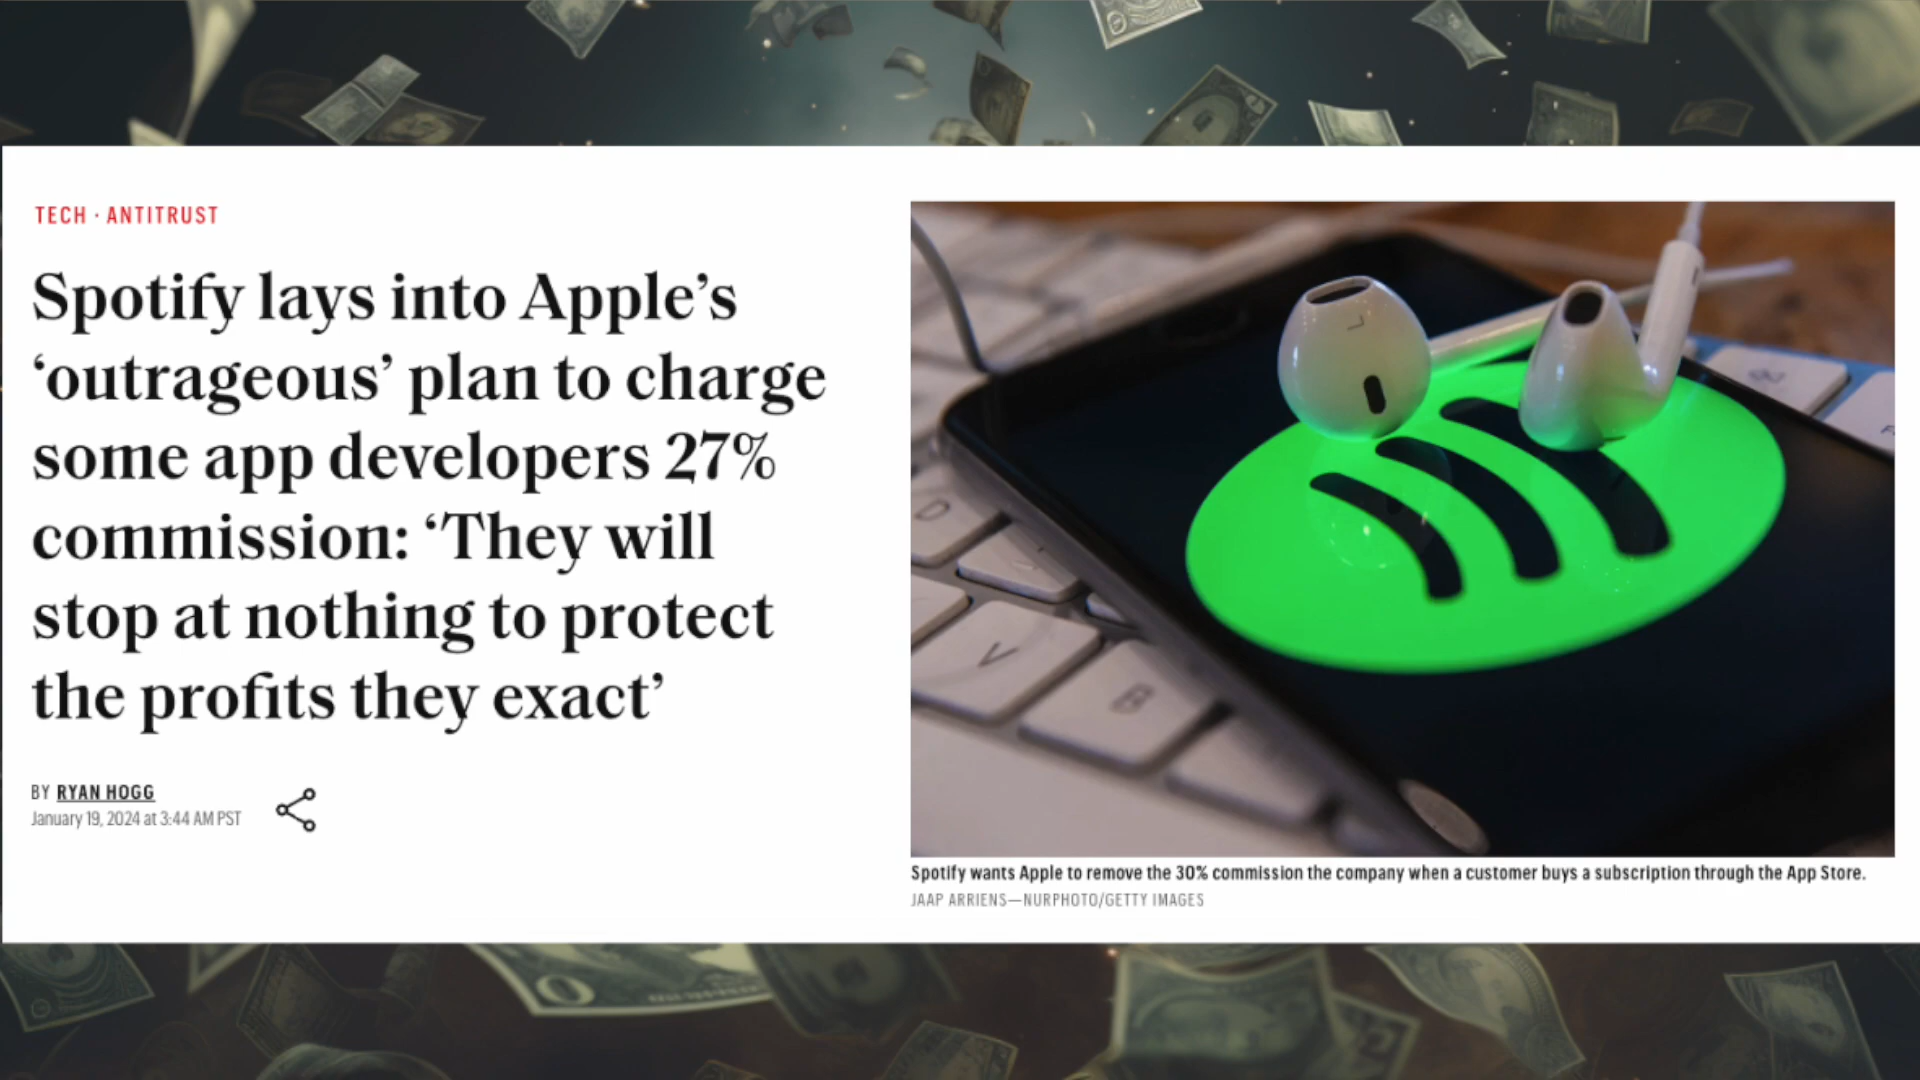 TECH · ANTITRUST
Spotify lays into Apple’s
‘outrageous’ plan to charge
some app developers 27%
commission: ‘They will
stop at nothing to protect
the profits they exact’
BY RYAN HOGG
January 19, 2024 at 3:44 AM PST
D
V
B
Spotify wants Apple to remove the 30% commission the company when a customer buys a subscription through the App Store.
JAAP ARRIENS—NURPHOTO/GETTY IMAGES